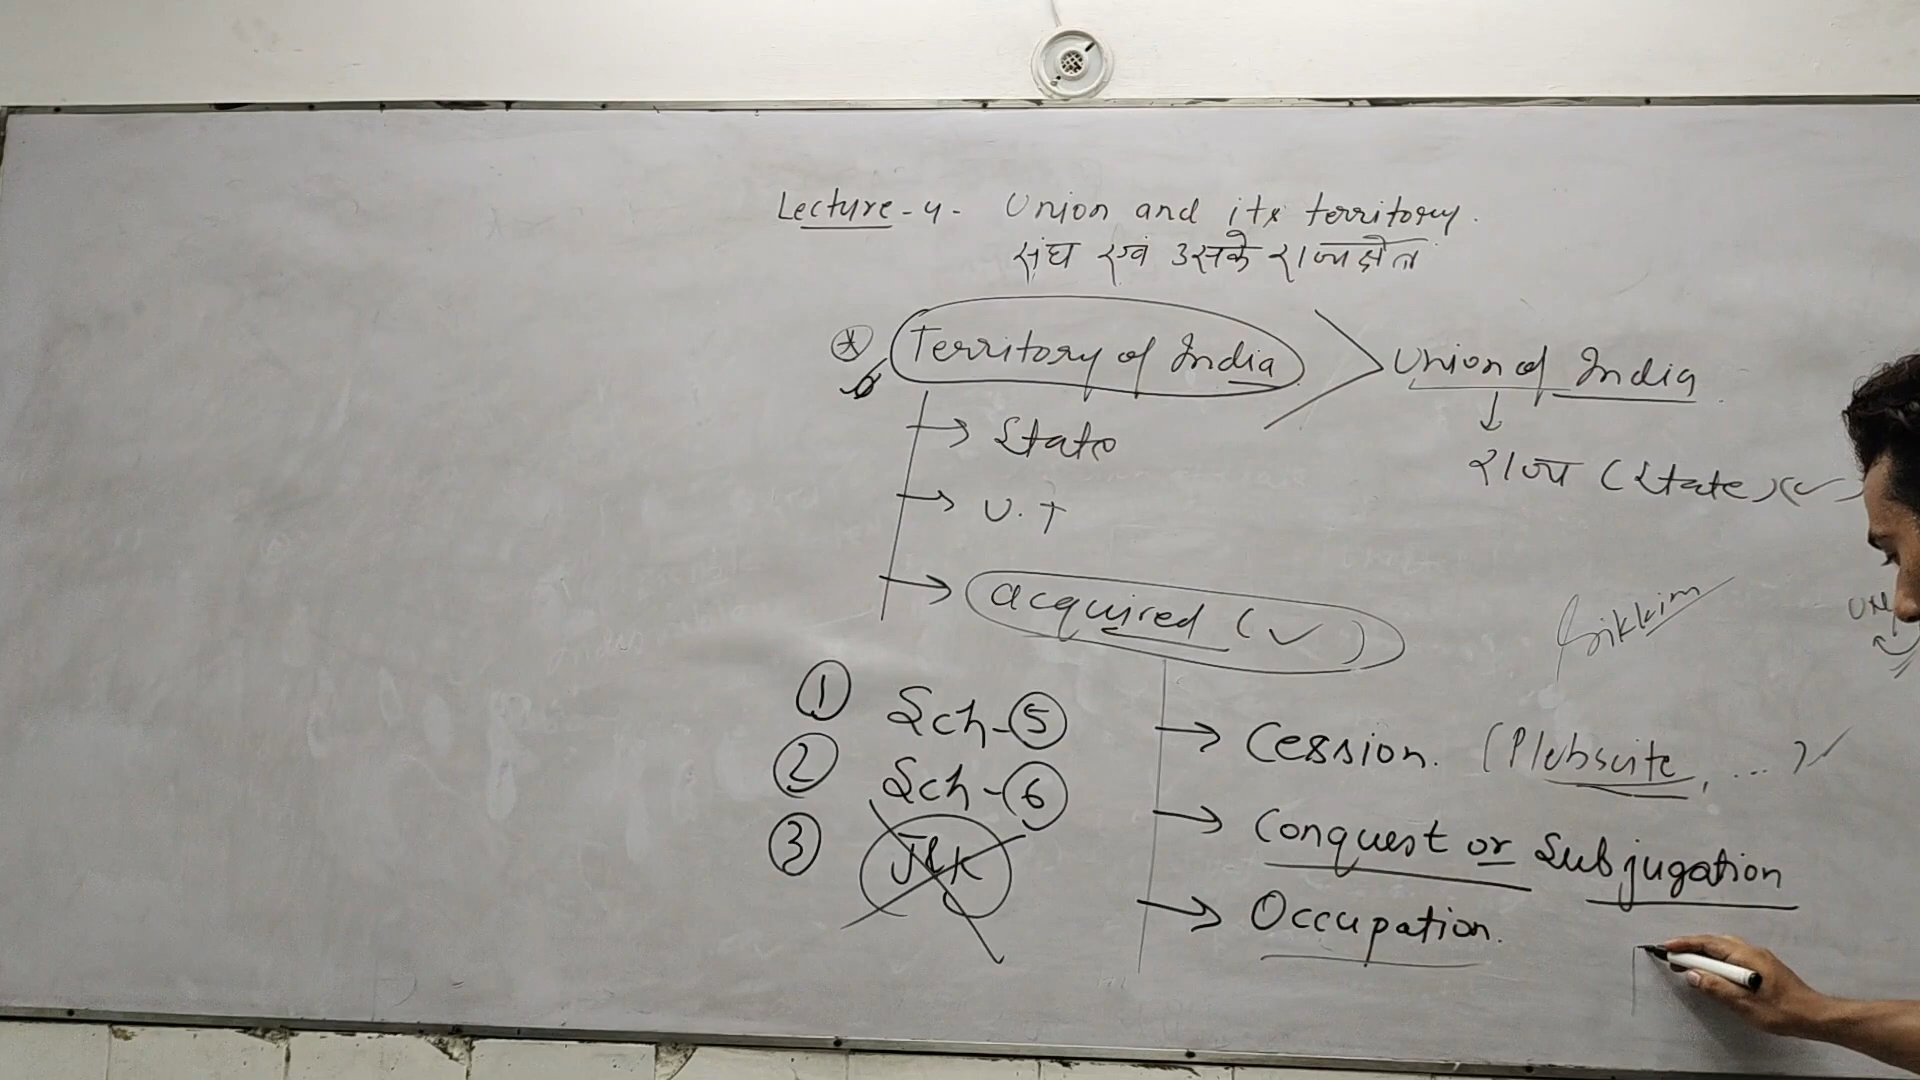 Lecture-4- Union and its territory.
संघ एवं उसके राज्यक्षेत्र
Territory of India > Union of India
→ State
↓
राज्य (State) (✓)
→ U.T
→ acquired (✓)
Sikkim
① Sch-⑤
② Sch-⑥
③ J&K
→ Cession. (Plebscite, ...) ✓
→ Conquest or Subjugation
→ Occupation.